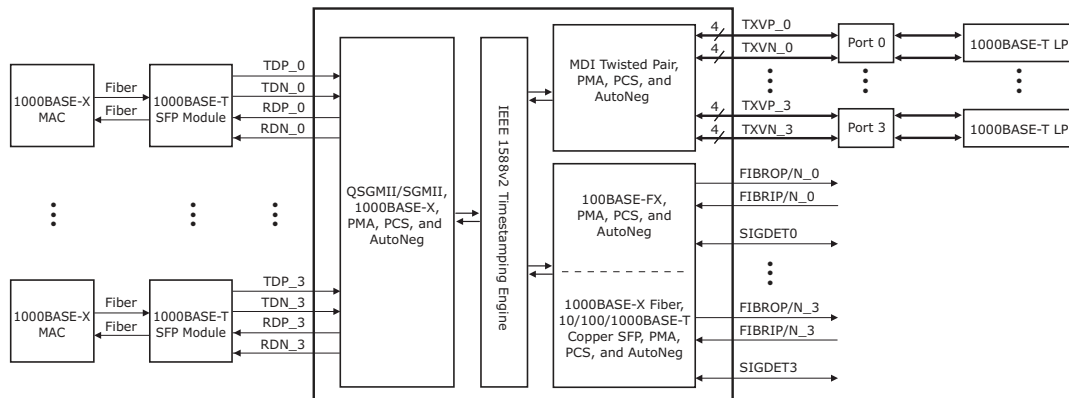 1000BASE-X
MAC
Fiber
Fiber
1000BASE-T
SFP Module
TDP_0
TDN_0
RDP_0
RDN_0
1000BASE-X
MAC
Fiber
Fiber
1000BASE-T
SFP Module
TDP_3
TDN_3
RDP_3
RDN_3
QSGMII/SGMII,
1000BASE-X,
PMA, PCS, and
AutoNeg
IEEE 1588v2 Timestamping Engine
MDI Twisted Pair,
PMA, PCS, and
AutoNeg
4 TXVP_0
4 TXVN_0
4 TXVP_3
4 TXVN_3
Port 0
Port 3
1000BASE-T LP
1000BASE-T LP
100BASE-FX,
PMA, PCS, and
AutoNeg
1000BASE-X Fiber,
10/100/1000BASE-T
Copper SFP, PMA,
PCS, and AutoNeg
FIBROP/N_0
FIBRIP/N_0
SIGDET0
FIBROP/N_3
FIBRIP/N_3
SIGDET3